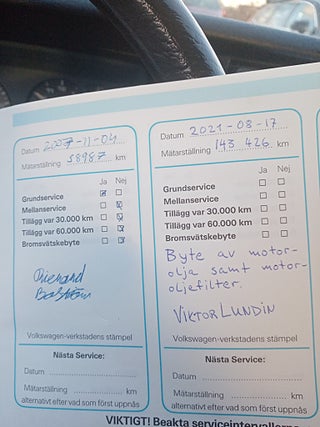 Datum 2007-11-04
Mätarställning 58987 km
Ja Nej
Grundservice
Mellanservice
Tillägg var 30.000 km
Tillägg var 60.000 km
Bromsvätskebyte
Rickard
Volkswagen-verkstadens stämpel
Nästa Service:
Datum
Mätarställning km
alternativt efter vad som först uppnås
Datum 2021-03-17
Mätarställning 143 426 km
Ja Nej
Grundservice
Mellanservice
Tillägg var 30.000 km
Tillägg var 60.000 km
Bromsvätskebyte
Byte av motor-
olja samt motor-
oljefilter.
VIKTOR LUNDIN
Volkswagen-verkstadens stämpel
Nästa Service:
Datum
Mätarställning km
alternativt efter vad som först uppnås
VIKTIGT! Beakta serviceintervallerna